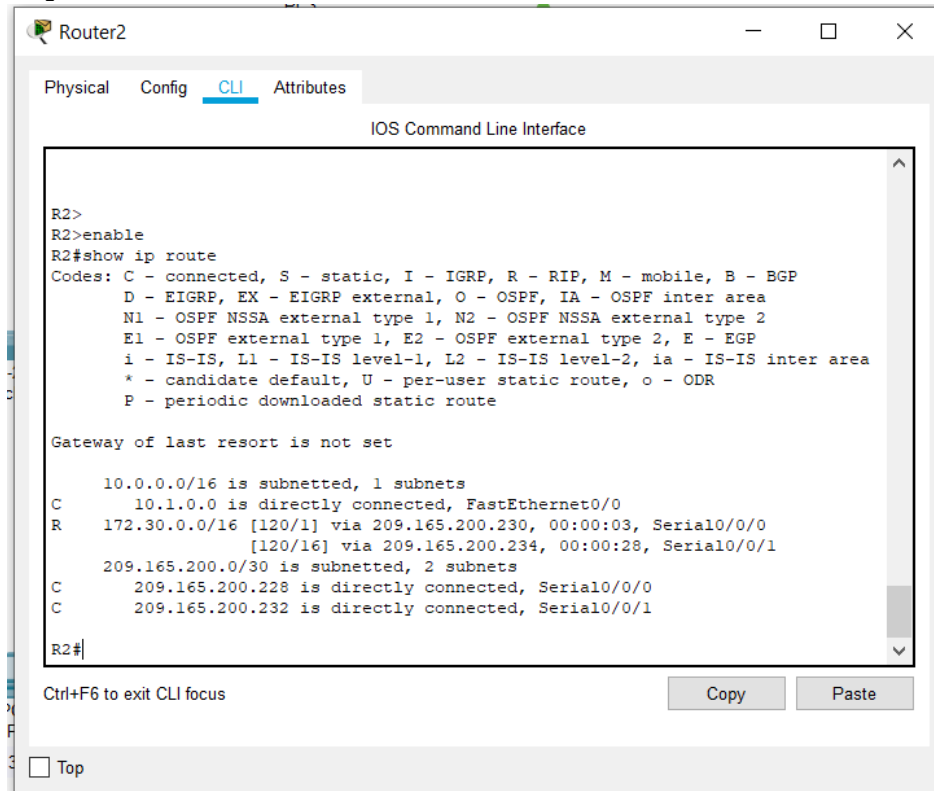 Router2
Physical Config CLI Attributes
IOS Command Line Interface
R2>
R2>enable
R2#show ip route
Codes: C - connected, S - static, I - IGRP, R - RIP, M - mobile, B - BGP
D - EIGRP, EX - EIGRP external, O - OSPF, IA - OSPF inter area
N1 - OSPF NSSA external type 1, N2 - OSPF NSSA external type 2
E1 - OSPF external type 1, E2 - OSPF external type 2, E - EGP
i - IS-IS, L1 - IS-IS level-1, L2 - IS-IS level-2, ia - IS-IS inter area
* - candidate default, U - per-user static route, o - ODR
P - periodic downloaded static route
Gateway of last resort is not set
10.0.0.0/16 is subnetted, 1 subnets
C 10.1.0.0 is directly connected, FastEthernet0/0
R 172.30.0.0/16 [120/1] via 209.165.200.230, 00:00:03, Serial0/0/0
[120/16] via 209.165.200.234, 00:00:28, Serial0/0/1
209.165.200.0/30 is subnetted, 2 subnets
C 209.165.200.228 is directly connected, Serial0/0/0
C 209.165.200.232 is directly connected, Serial0/0/1
R2#
Ctrl+F6 to exit CLI focus
Copy Paste
Top